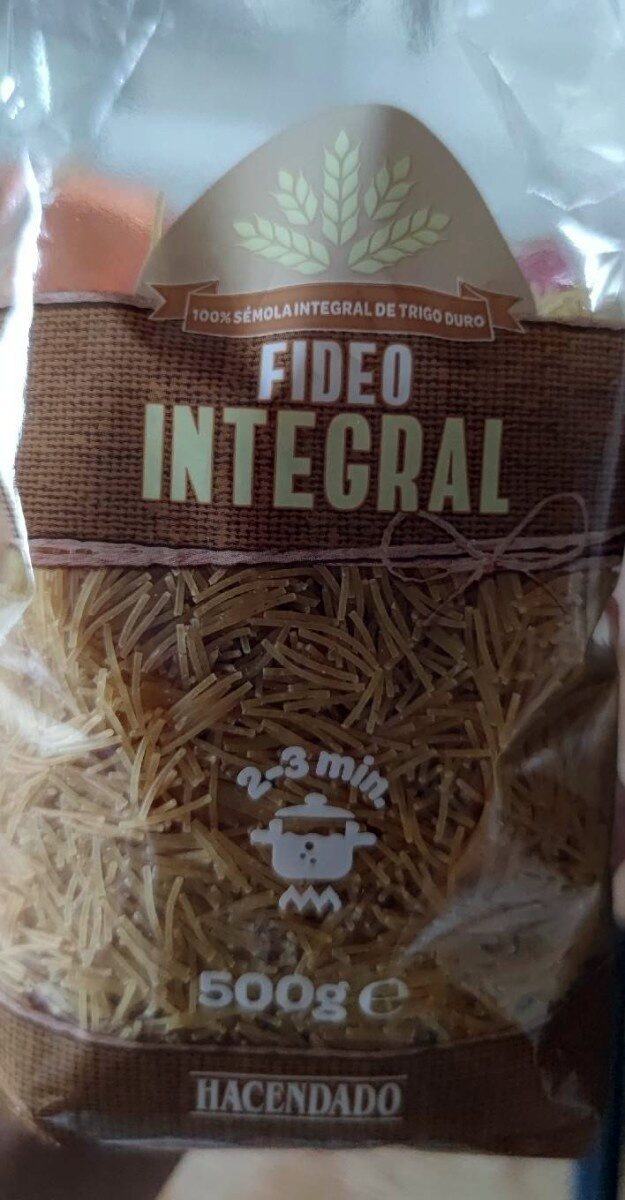 100% SÉMOLA INTEGRAL DE TRIGO DURO
FIDEO
INTEGRAL
2-3 min.
500g e
HACENDADO